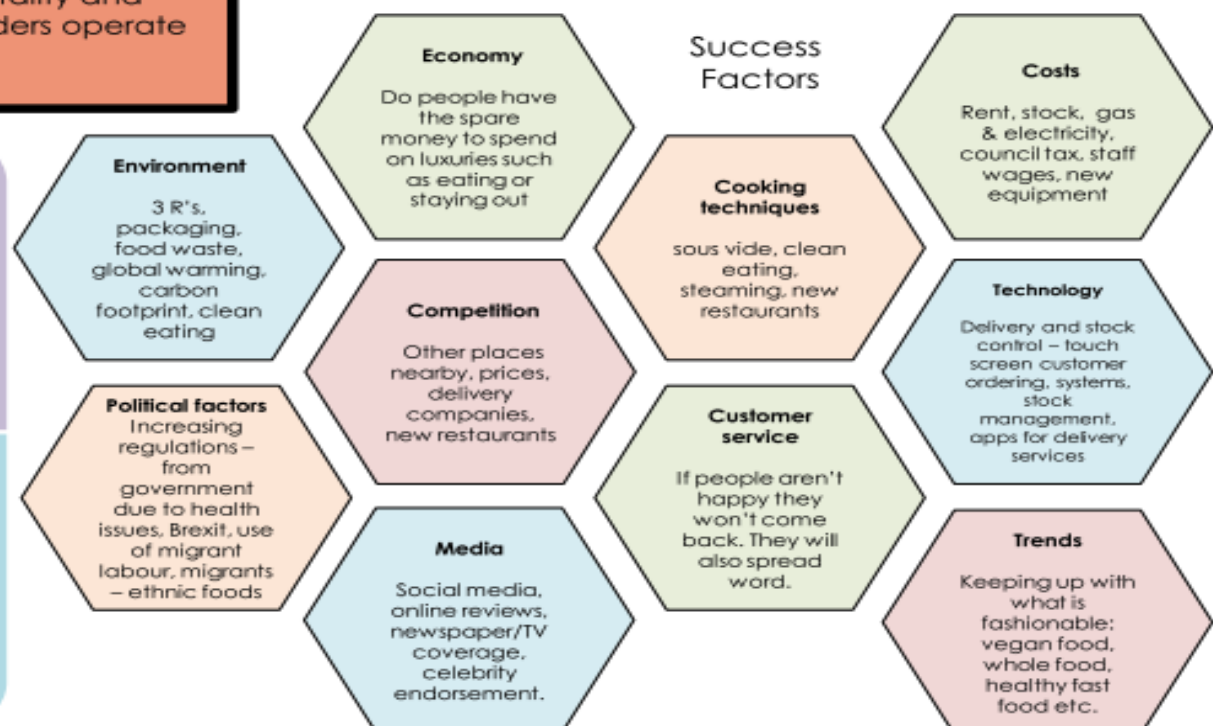 ders operate
Success
Factors
Economy
Do people have
the spare
money to spend
on luxuries such
as eating or
staying out
Costs
Rent, stock, gas
& electricity,
council tax, staff
wages, new
equipment
Environment
3 R's,
packaging,
food waste,
global warming,
carbon
footprint, clean
eating
Cooking
techniques
sous vide, clean
eating,
steaming, new
restaurants
Competition
Other places
nearby, prices,
delivery
companies,
new restaurants
Technology
Delivery and stock
control – touch
screen customer
ordering, systems,
stock
management,
apps for delivery
services
Political factors
Increasing
regulations –
from
government
due to health
issues, Brexit, use
of migrant
labour, migrants
– ethnic foods
Customer
service
If people aren't
happy they
won't come
back. They will
also spread
word.
Media
Social media,
online reviews,
newspaper/TV
coverage,
celebrity
endorsement.
Trends
Keeping up with
what is
fashionable;
vegan food,
whole food,
healthy fast
food etc.